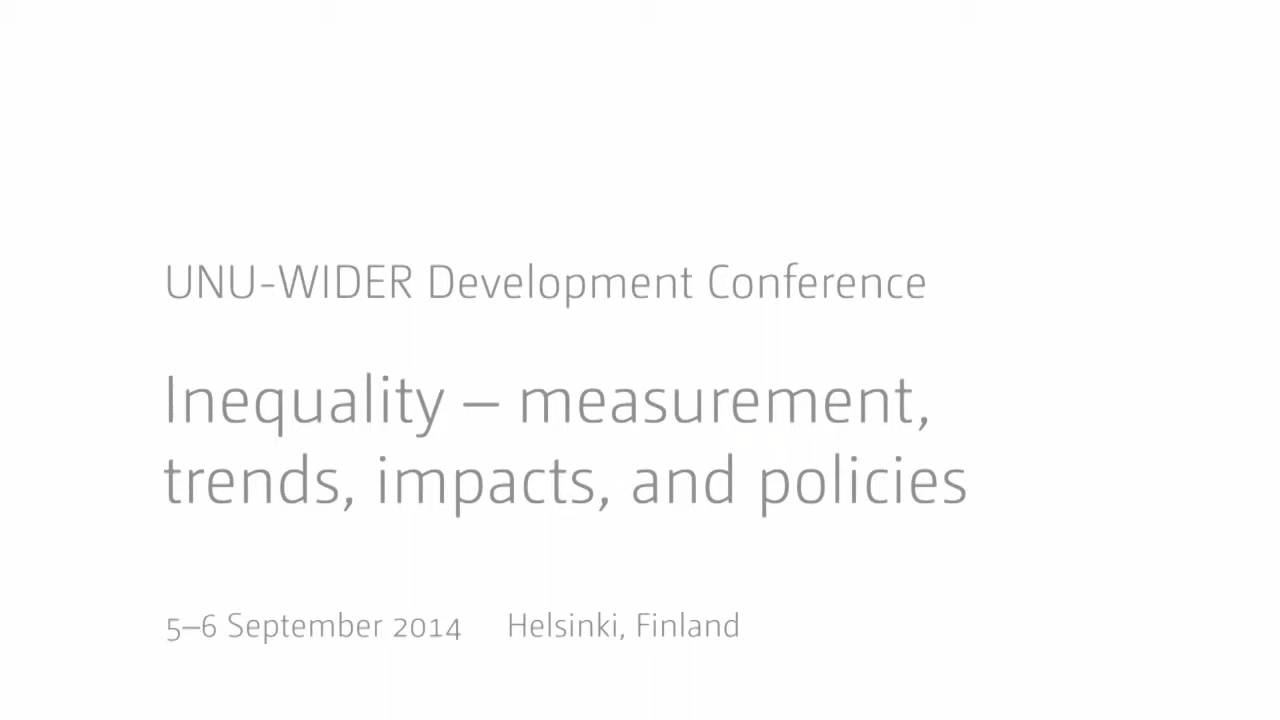 UNU-WIDER Development Conference
Inequality – measurement,
trends, impacts, and policies
5–6 September 2014 Helsinki, Finland